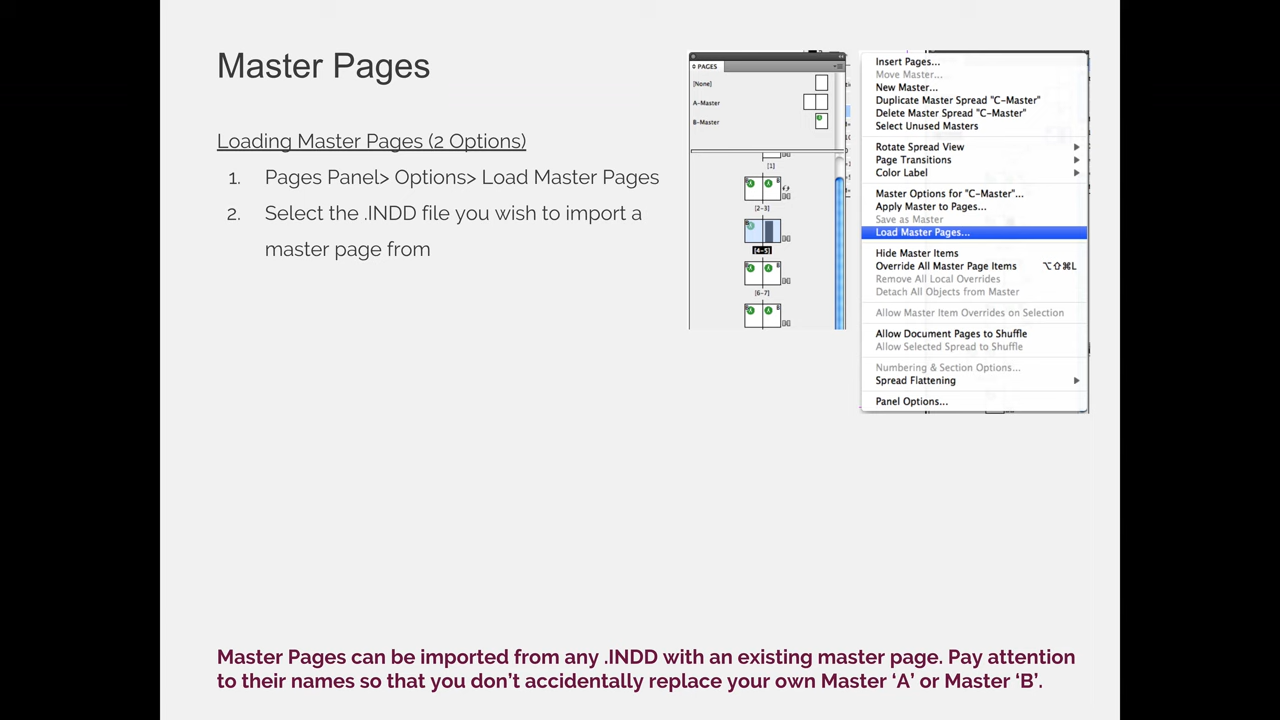 Master Pages
Loading Master Pages (2 Options)
1. Pages Panel> Options> Load Master Pages
2. Select the .INDD file you wish to import a
master page from
PAGES
[None]
A-Master
B-Master
[1]
[2-3]
[4-5]
[6-7]
Insert Pages...
Move Master...
New Master...
Duplicate Master Spread "C-Master"
Delete Master Spread "C-Master"
Select Unused Masters
Rotate Spread View
Page Transitions
Color Label
Master Options for "C-Master"...
Apply Master to Pages...
Save as Master
Load Master Pages...
Hide Master Items
Override All Master Page Items ⌥⇧⌘L
Remove All Local Overrides
Detach All Objects from Master
Allow Master Item Overrides on Selection
Allow Document Pages to Shuffle
Allow Selected Spread to Shuffle
Numbering & Section Options...
Spread Flattening
Panel Options...
Master Pages can be imported from any .INDD with an existing master page. Pay attention
to their names so that you don’t accidentally replace your own Master ‘A’ or Master ‘B’.